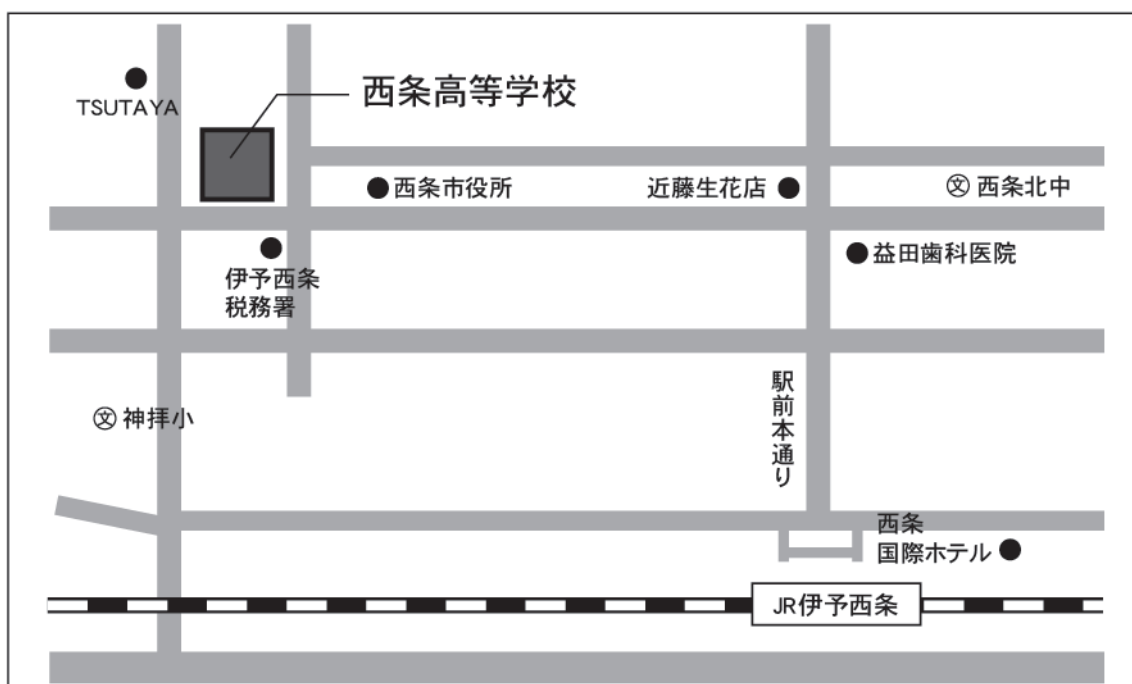 西条高等学校
TSUTAYA
西条市役所
近藤生花店
文 西条北中
伊予西条
税務署
益田歯科医院
文 神拝小
駅前本通り
西条
国際ホテル
JR伊予西条